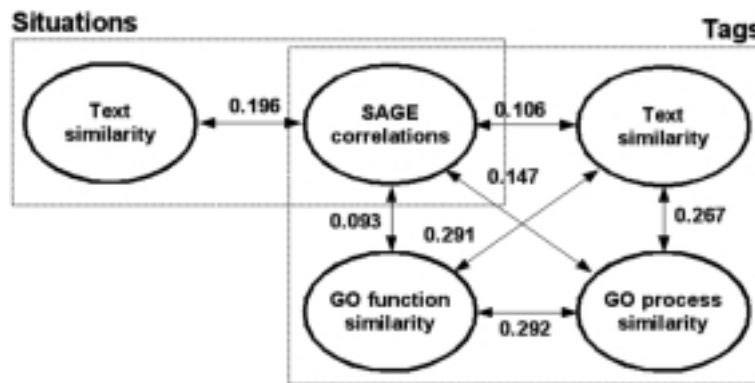 Situations
Tags
Text
similarity
0.196
SAGE
correlations
0.106
Text
similarity
0.147
0.093
0.291
0.267
GO function
similarity
0.292
GO process
similarity